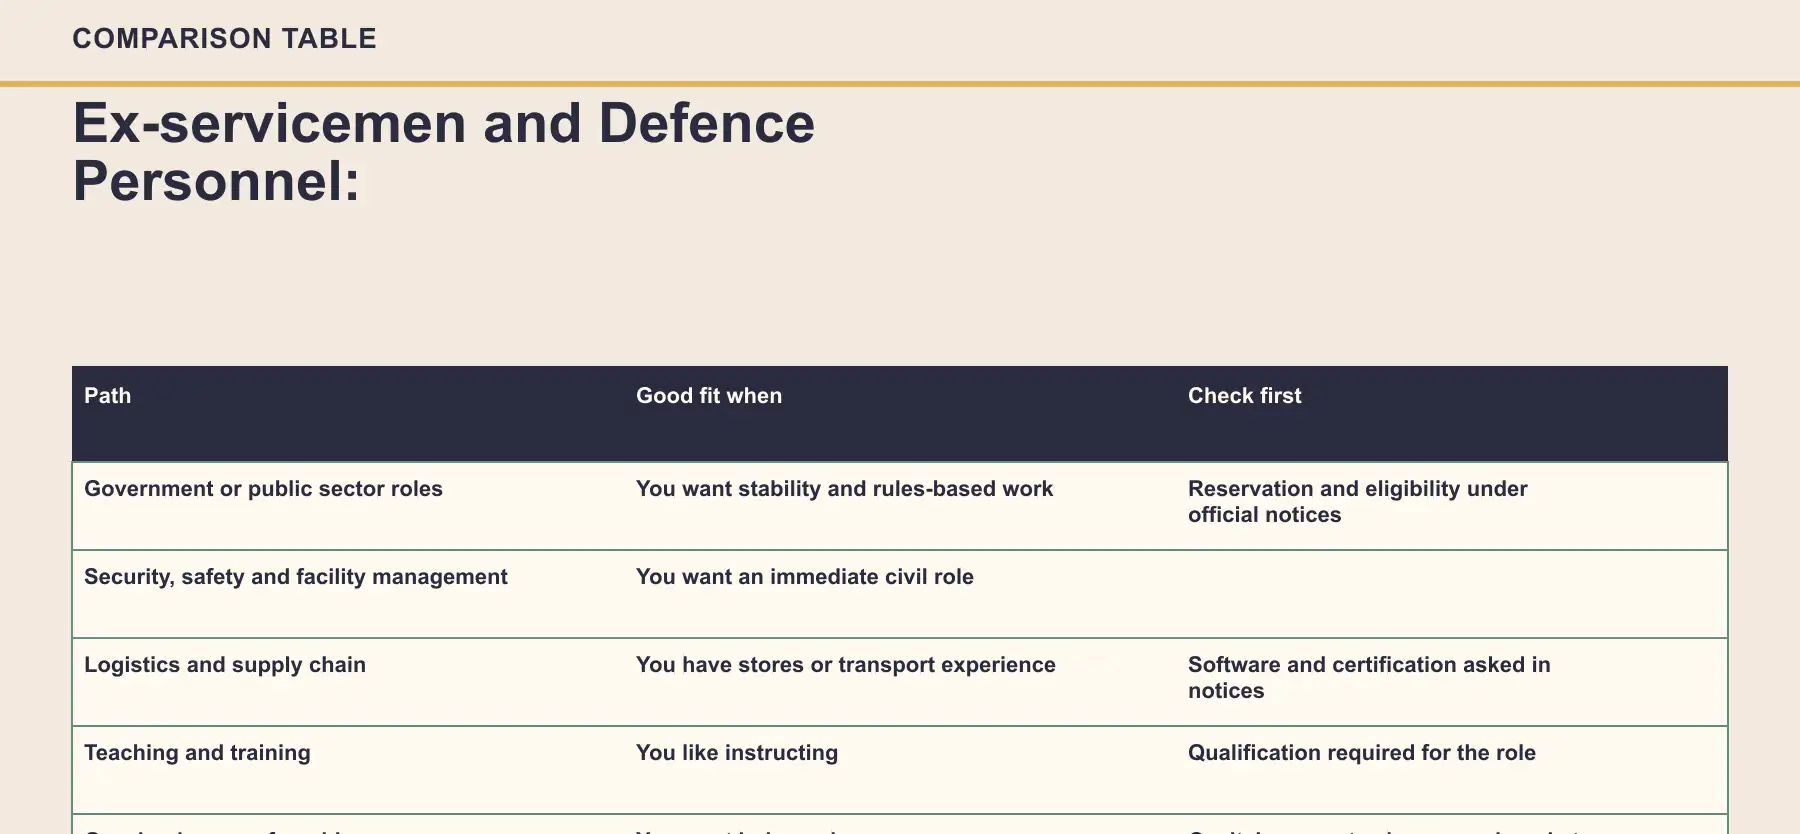 COMPARISON TABLE
Ex-servicemen and Defence
Personnel:
Path
Good fit when
Check first
Government or public sector roles
You want stability and rules-based work
Reservation and eligibility under
official notices
Security, safety and facility management
You want an immediate civil role
Logistics and supply chain
You have stores or transport experience
Software and certification asked in
notices
Teaching and training
You like instructing
Qualification required for the role